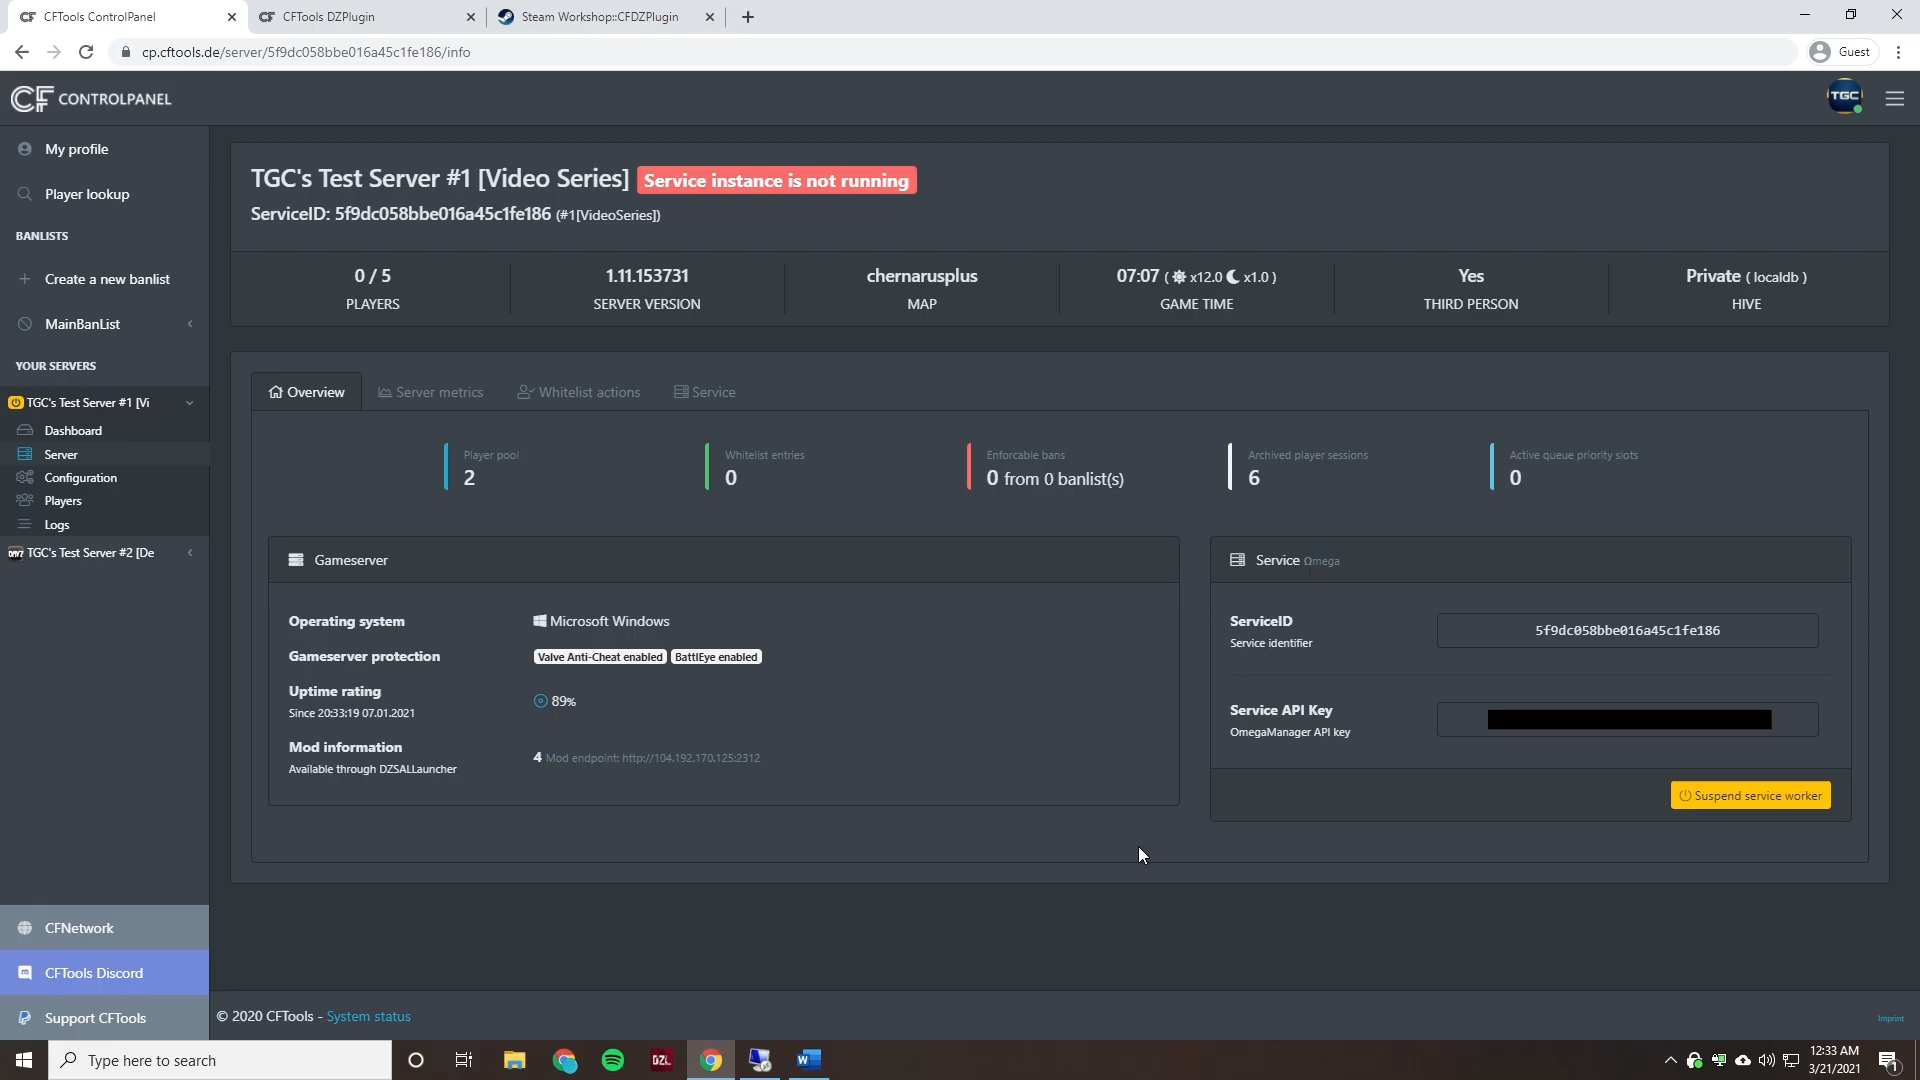 CFTools ControlPanel
CFTools DZPlugin
Steam Workshop::CFDZPlugin
cp.cftools.de/server/5f9dc058bbe016a45c1fe186/info
Guest
CF CONTROLPANEL
TGC
My profile
Player lookup
BANLISTS
Create a new banlist
MainBanList
YOUR SERVERS
TGC's Test Server #1 [Vi
Dashboard
Server
Configuration
Players
Logs
TGC's Test Server #2 [De
CFNetwork
CFTools Discord
Support CFTools
TGC's Test Server #1 [Video Series] Service instance is not running
ServiceID: 5f9dc058bbe016a45c1fe186 (#1[VideoSeries])
0 / 5
PLAYERS
1.11.153731
SERVER VERSION
chernarusplus
MAP
07:07 ( x12.0 x1.0 )
GAME TIME
Yes
THIRD PERSON
Private ( localdb )
HIVE
Overview
Server metrics
Whitelist actions
Service
Player pool
2
Whitelist entries
0
Enforcable bans
0 from 0 banlist(s)
Archived player sessions
6
Active queue priority slots
0
Gameserver
Operating system
Microsoft Windows
Gameserver protection
Valve Anti-Cheat enabled BattlEye enabled
Uptime rating
Since 20:33:19 07.01.2021
89%
Mod information
Available through DZSALLauncher
4 Mod endpoint: http://104.192.170.125:2312
Service Ωmega
ServiceID
Service identifier
5f9dc058bbe016a45c1fe186
Service API Key
OmegaManager API key
Suspend service worker
© 2020 CFTools - System status
Imprint
Type here to search
DZL
W
12:33 AM
3/21/2021
1